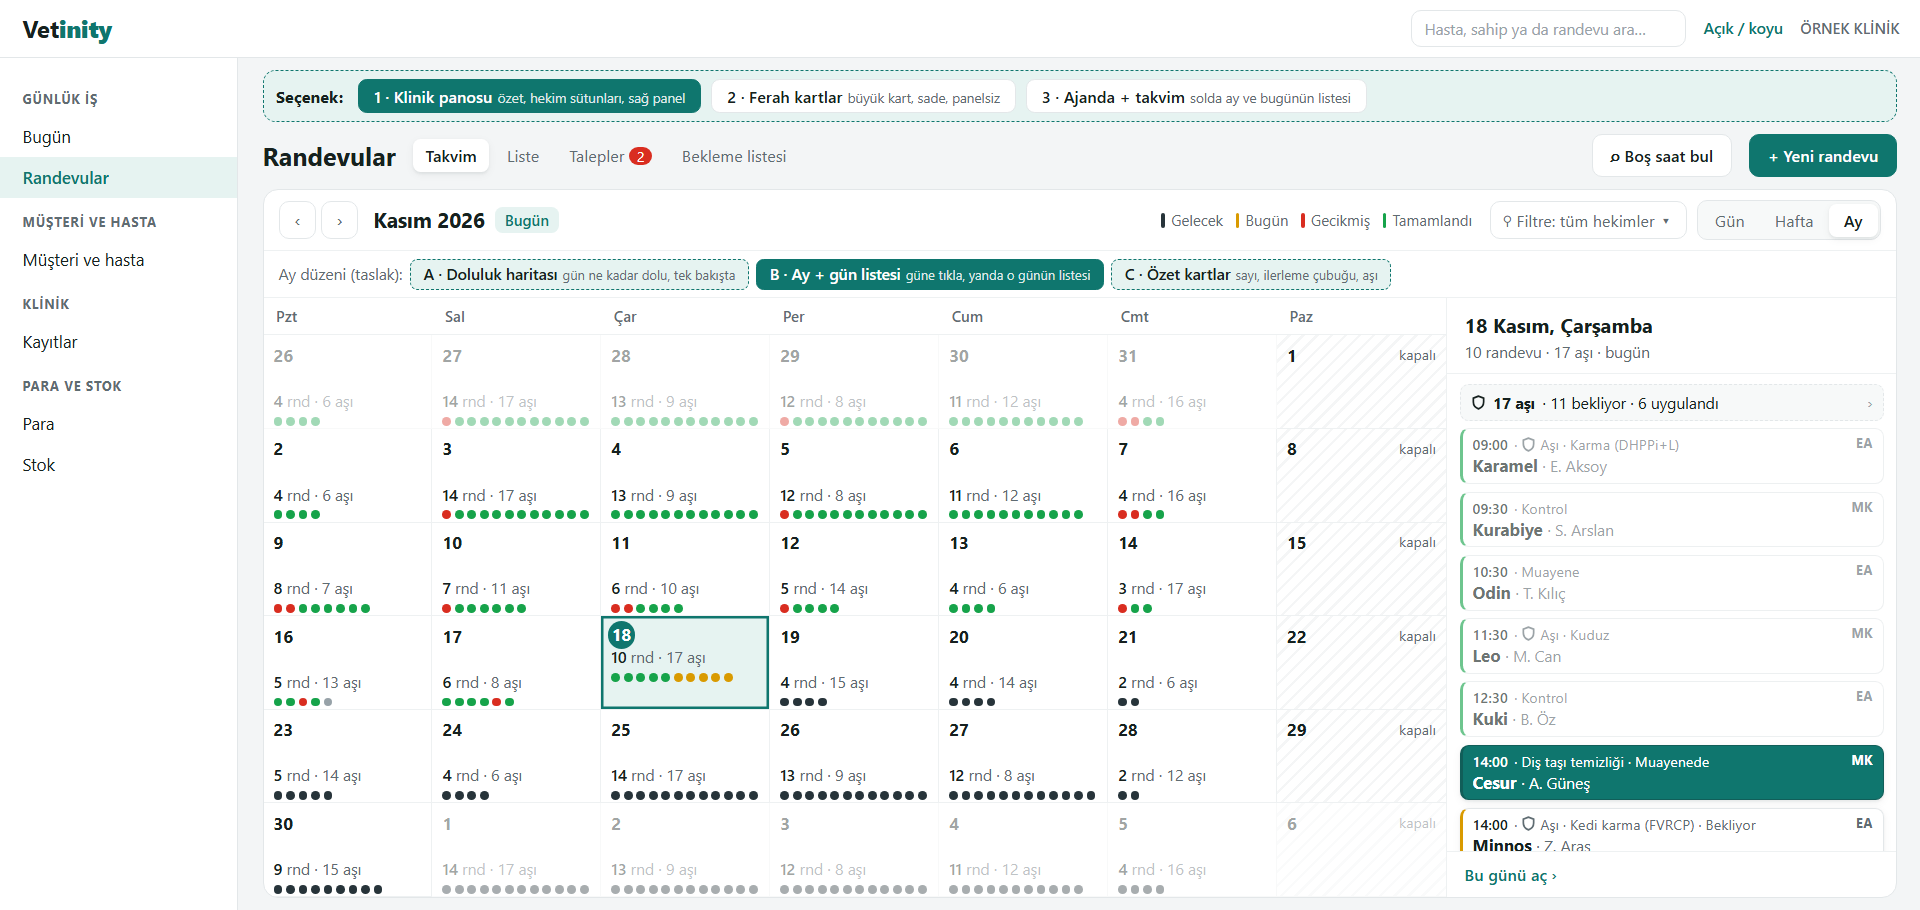 Vetinity
Hasta, sahip ya da randevu ara...
Açık / koyu
ÖRNEK KLİNİK
GÜNLÜK İŞ
Bugün
Randevular
MÜŞTERİ VE HASTA
Müşteri ve hasta
KLİNİK
Kayıtlar
PARA VE STOK
Para
Stok
Seçenek:
1 · Klinik panosu özet, hekim sütunları, sağ panel
2 · Ferah kartlar büyük kart, sade, panelsiz
3 · Ajanda + takvim solda ay ve bugünün listesi
Randevular
Takvim
Liste
Talepler 2
Bekleme listesi
Boş saat bul
+ Yeni randevu
‹ ›
Kasım 2026
Bugün
Gelecek
Bugün
Gecikmiş
Tamamlandı
Filtre: tüm hekimler ▾
Gün
Hafta
Ay
Ay düzeni (taslak):
A · Doluluk haritası gün ne kadar dolu, tek bakışta
B · Ay + gün listesi güne tıkla, yanda o günün listesi
C · Özet kartlar sayı, ilerleme çubuğu, aşı
Pzt Sal Çar Per Cum Cmt Paz
26 27 28 29 30 31 1 kapalı
4 rnd · 6 aşı 14 rnd · 17 aşı 13 rnd · 9 aşı 12 rnd · 8 aşı 11 rnd · 12 aşı 4 rnd · 16 aşı
2 3 4 5 6 7 8 kapalı
4 rnd · 6 aşı 14 rnd · 17 aşı 13 rnd · 9 aşı 12 rnd · 8 aşı 11 rnd · 12 aşı 4 rnd · 16 aşı
9 10 11 12 13 14 15 kapalı
8 rnd · 7 aşı 7 rnd · 11 aşı 6 rnd · 10 aşı 5 rnd · 14 aşı 4 rnd · 6 aşı 3 rnd · 17 aşı
16 17 18 19 20 21 22 kapalı
5 rnd · 13 aşı 6 rnd · 8 aşı 10 rnd · 17 aşı 4 rnd · 15 aşı 4 rnd · 14 aşı 2 rnd · 6 aşı
23 24 25 26 27 28 29 kapalı
5 rnd · 14 aşı 4 rnd · 6 aşı 14 rnd · 17 aşı 13 rnd · 9 aşı 12 rnd · 8 aşı 2 rnd · 12 aşı
30 1 2 3 4 5 6 kapalı
9 rnd · 15 aşı 14 rnd · 17 aşı 13 rnd · 9 aşı 12 rnd · 8 aşı 11 rnd · 12 aşı 4 rnd · 16 aşı
18 Kasım, Çarşamba
10 randevu · 17 aşı · bugün
17 aşı · 11 bekliyor · 6 uygulandı ›
09:00 · Aşı · Karma (DHPPi+L) EA
Karamel · E. Aksoy
09:30 · Kontrol MK
Kurabiye · S. Arslan
10:30 · Muayene EA
Odin · T. Kılıç
11:30 · Aşı · Kuduz MK
Leo · M. Can
12:30 · Kontrol EA
Kuki · B. Öz
14:00 · Diş taşı temizliği · Muayenede MK
Cesur · A. Güneş
14:00 · Aşı · Kedi karma (FVRCP) · Bekliyor EA
Minnoş · Z. Aras
Bu günü aç ›